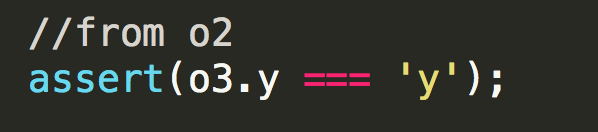 //from o2
assert(o3.y === 'y');